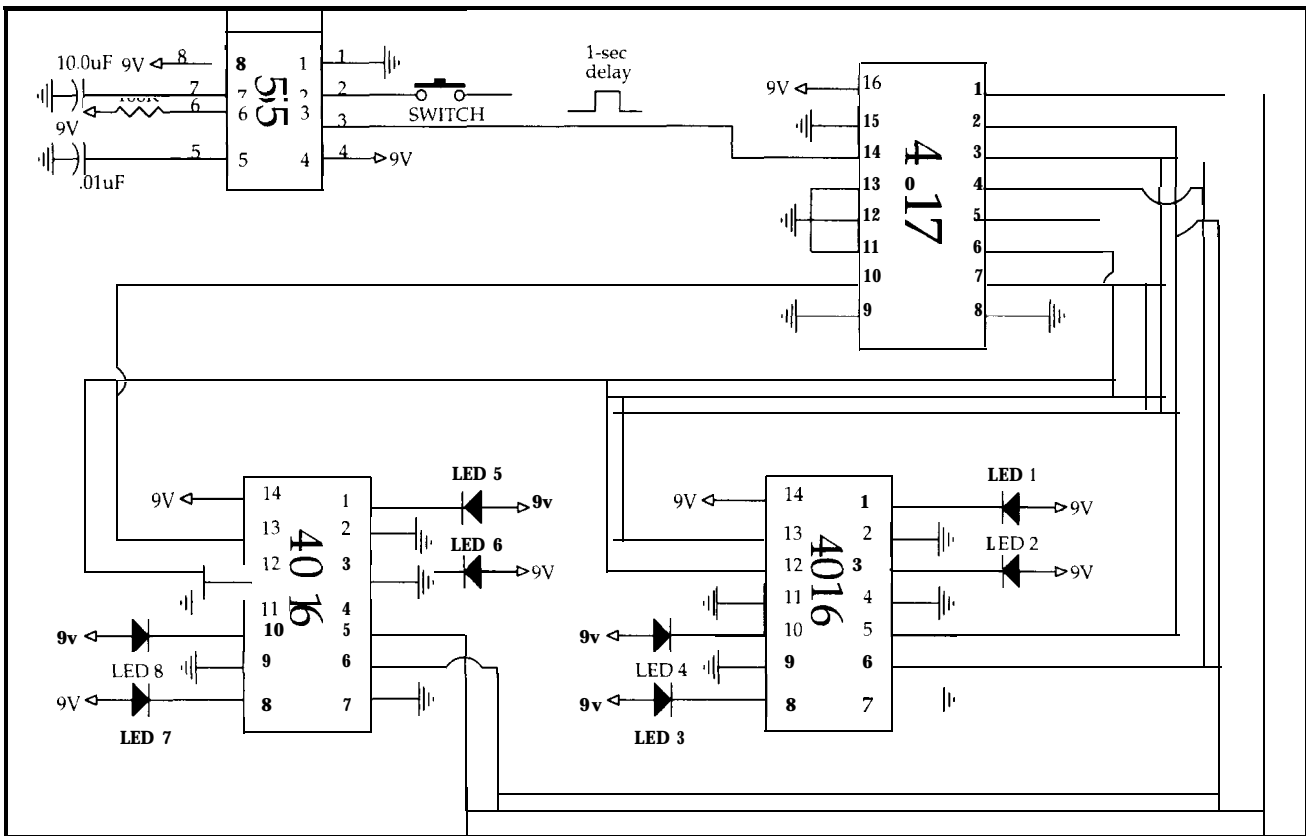 10.0uF 9V 8 8 1 1
7 7 2 2
SWITCH
9V 6 6 3 3
.01uF 5 5 4 4 9V
1-sec
delay
9V 16 1
15 2
14 3
13 4
12 5
11 6
10 7
9 8
4.17
0
LED 5
9V 14 1 9v
13 2
LED 6
12 3 9V
11 4
9v 10 5
LED 8 9 6
9V 8 7
LED 7
4016
LED 1
9V 14 1 9V
13 2
LED 2
12 3 9V
11 4
9v 10 5
LED 4 9 6
9v 8 7
LED 3
4016